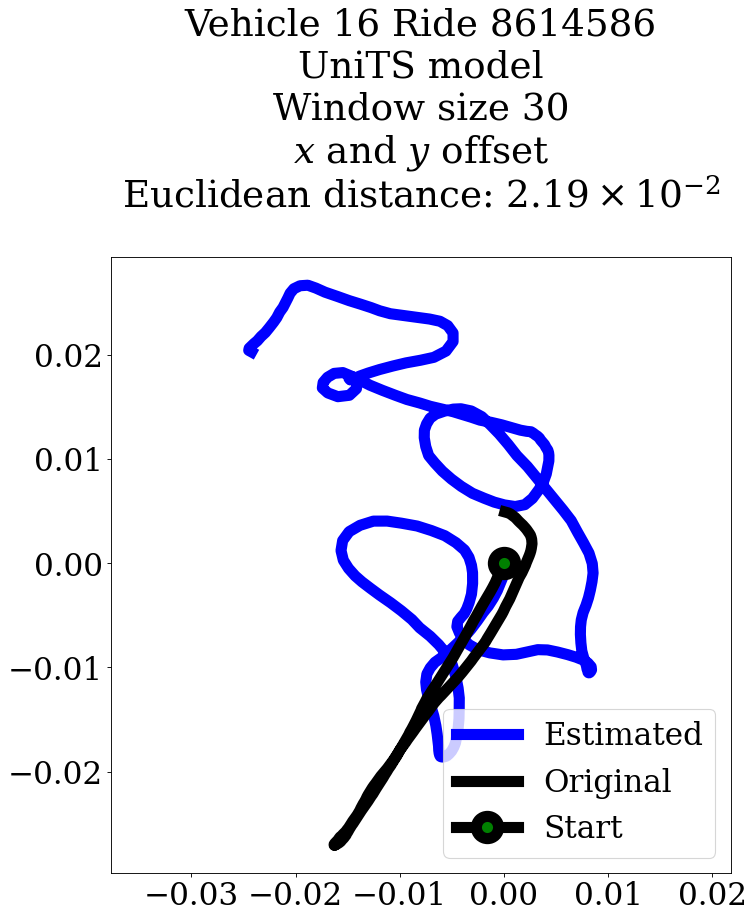 Vehicle 16 Ride 8614586
UniTS model
Window size 30
x and y offset
Euclidean distance: 2.19 × 10⁻²
0.02
0.01
0.00
−0.01
−0.02
Estimated
Original
Start
−0.03 −0.02 −0.01 0.00 0.01 0.02